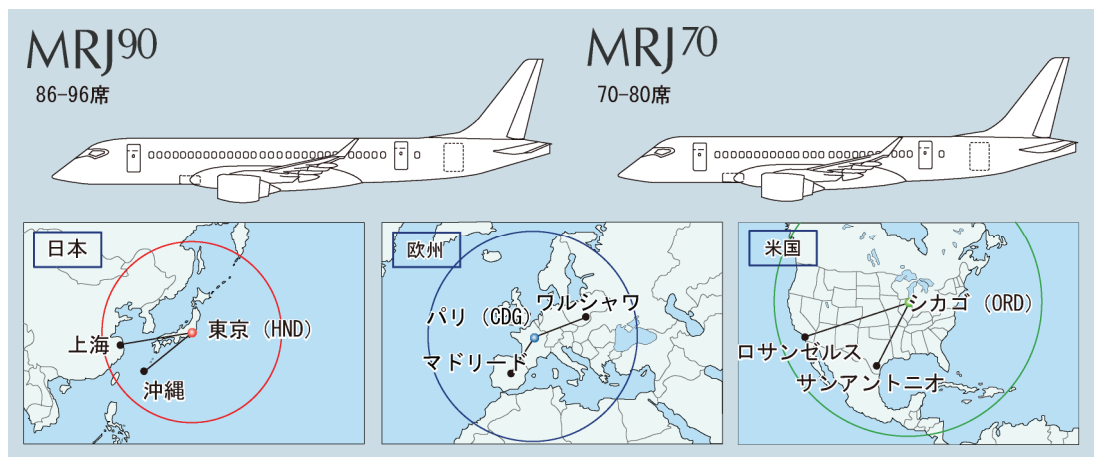 MRJ90
86-96席
MRJ70
70-80席
日本
東京（HND）
上海
沖縄
欧州
ワルシャワ
パリ（CDG）
マドリード
米国
シカゴ（ORD）
ロサンゼルス
サンアントニオ